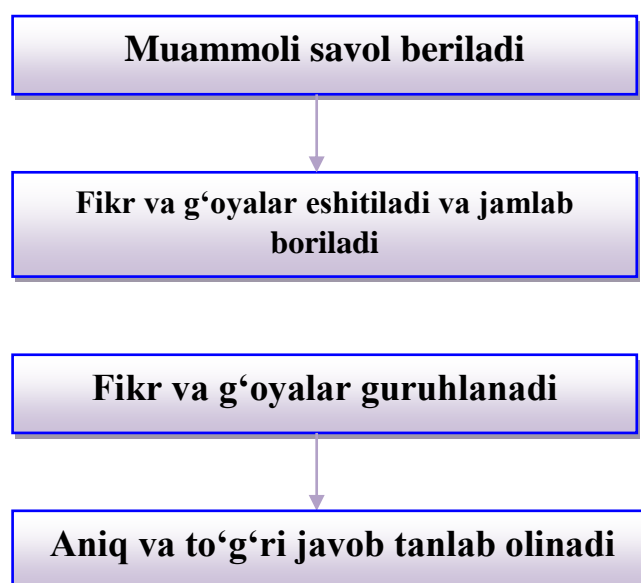 Muammoli savol beriladi
Fikr va g‘oyalar eshitiladi va jamlab
boriladi
Fikr va g‘oyalar guruhlanadi
Aniq va to‘g‘ri javob tanlab olinadi